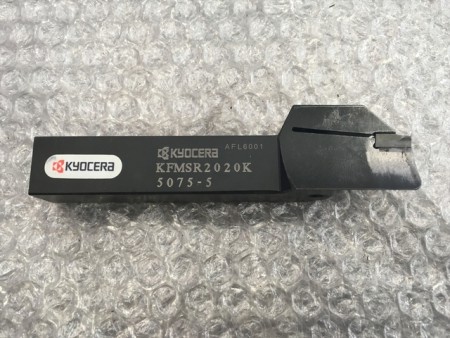 KYOCERA
KYOCERA
AFL6001
KFMSR2020K
5075-5